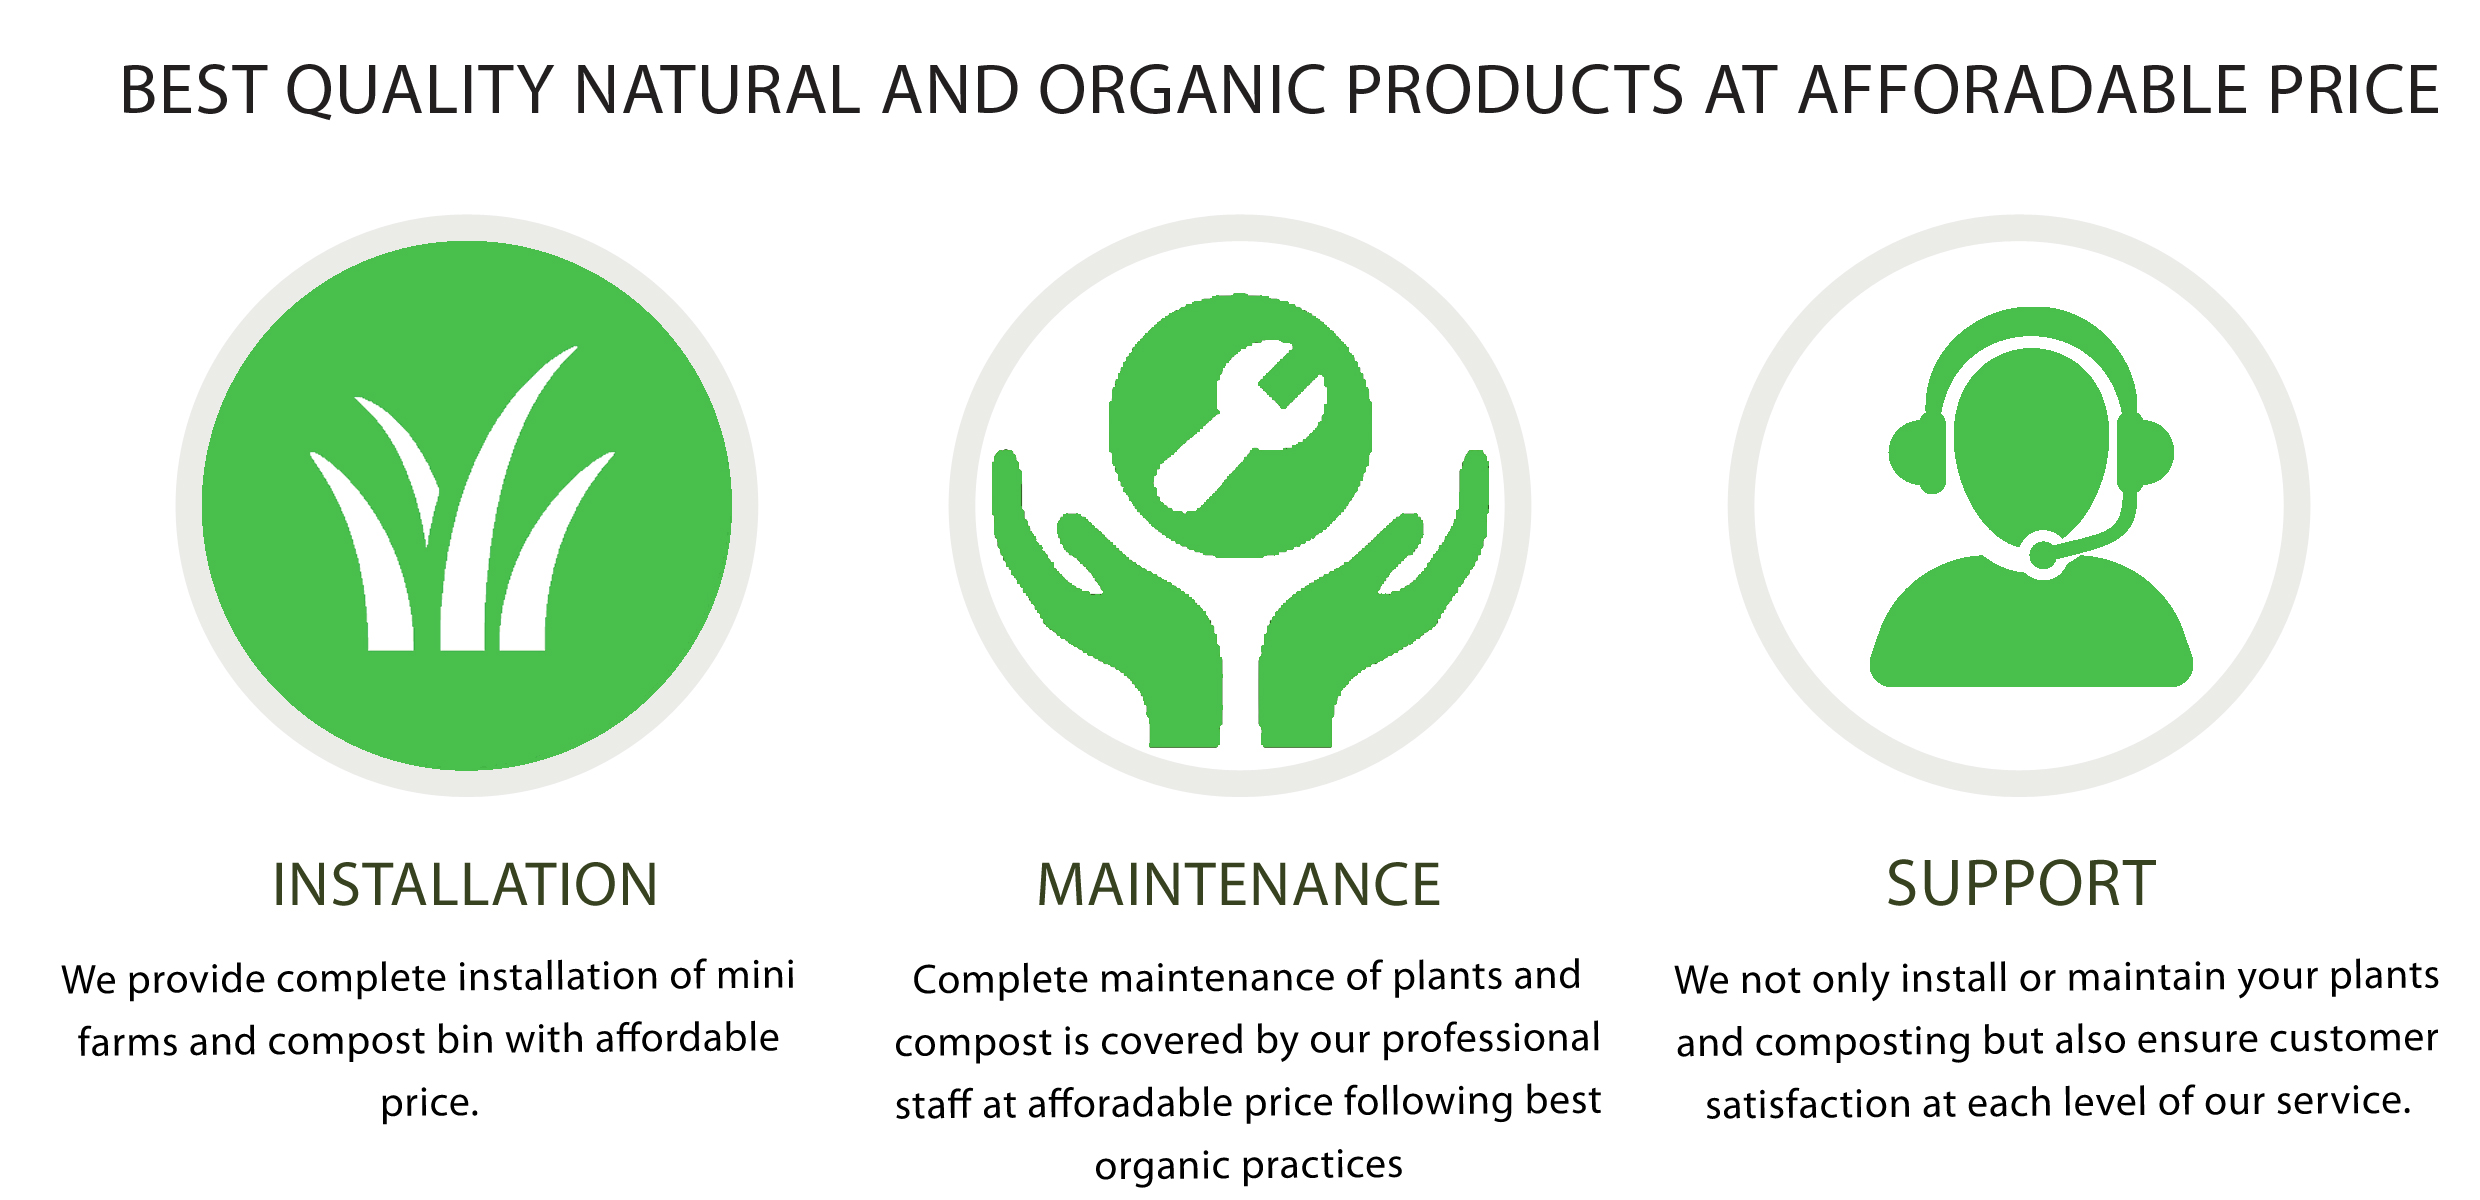 BEST QUALITY NATURAL AND ORGANIC PRODUCTS AT AFFORADABLE PRICE
INSTALLATION
We provide complete installation of mini
farms and compost bin with affordable
price.
MAINTENANCE
Complete maintenance of plants and
compost is covered by our professional
staff at afforadable price following best
organic practices
SUPPORT
We not only install or maintain your plants
and composting but also ensure customer
satisfaction at each level of our service.